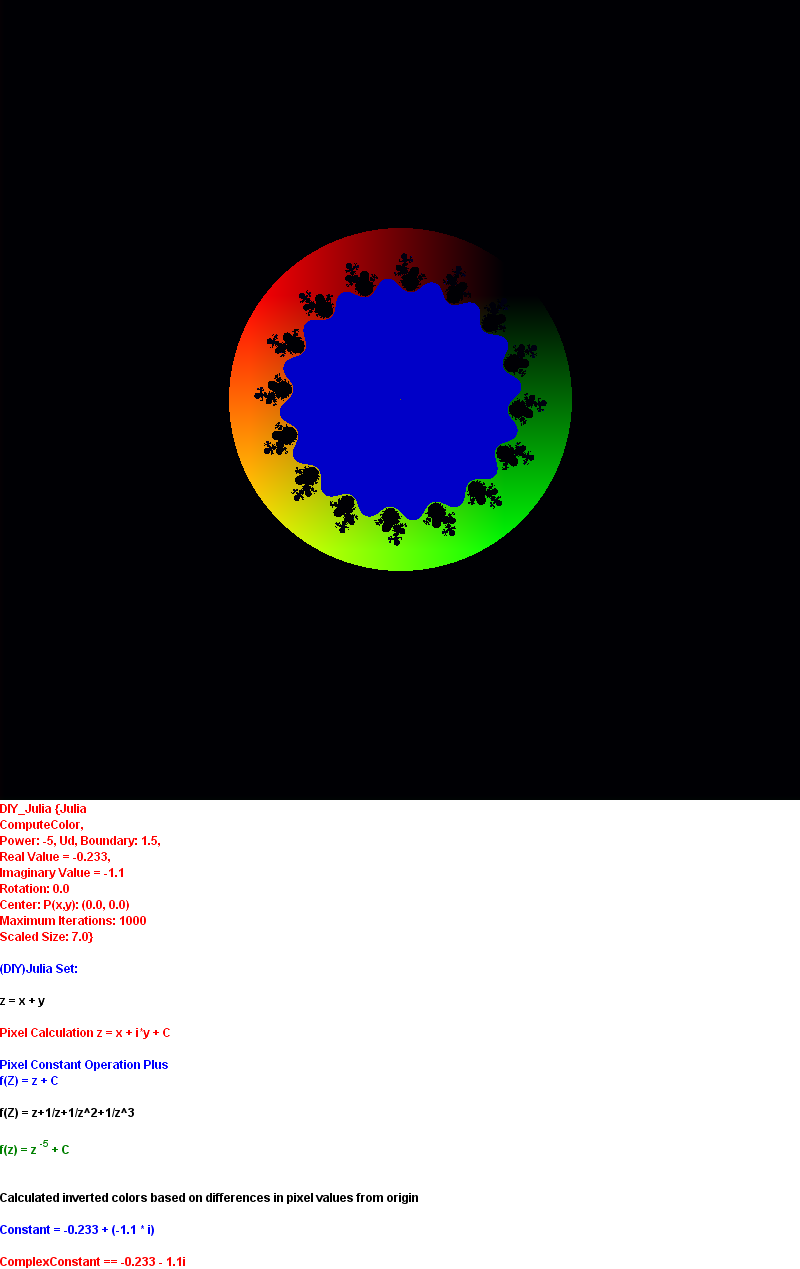 DIY_Julia {Julia
ComputeColor,
Power: -5, Ud, Boundary: 1.5,
Real Value = -0.233,
Imaginary Value = -1.1
Rotation: 0.0
Center: P(x,y): (0.0, 0.0)
Maximum Iterations: 1000
Scaled Size: 7.0}
(DIY)Julia Set:
z = x + y
Pixel Calculation z = x + i*y + C
Pixel Constant Operation Plus
f(Z) = z + C
f(Z) = z+1/z+1/z^2+1/z^3
f(z) = z -5 + C
Calculated inverted colors based on differences in pixel values from origin
Constant = -0.233 + (-1.1 * i)
ComplexConstant == -0.233 - 1.1i